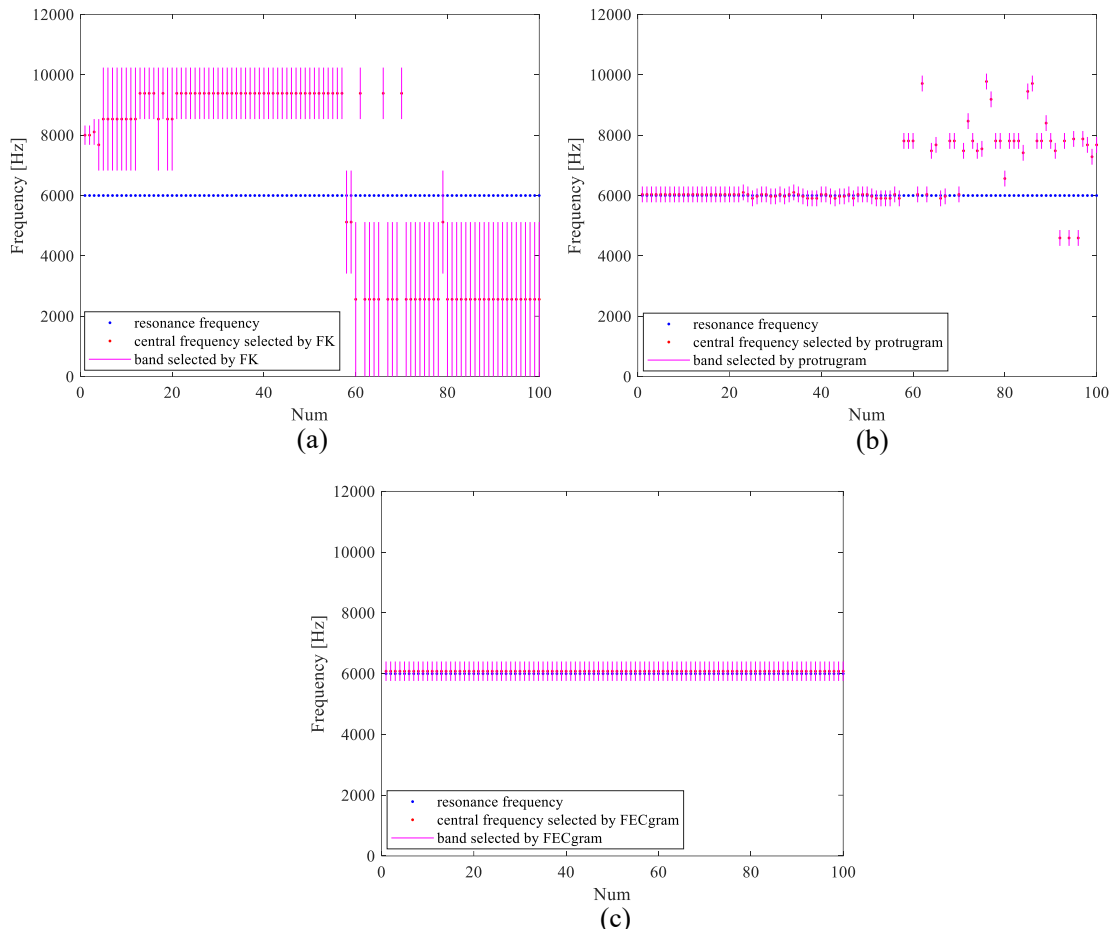 12000
10000
8000
6000
4000
2000
0
Frequency [Hz]
resonance frequency
central frequency selected by FK
band selected by FK
0 20 40 60 80 100
Num
(a)
12000
10000
8000
6000
4000
2000
0
Frequency [Hz]
resonance frequency
central frequency selected by protrugram
band selected by protrugram
0 20 40 60 80 100
Num
(b)
12000
10000
8000
6000
4000
2000
0
Frequency [Hz]
resonance frequency
central frequency selected by FECgram
band selected by FECgram
0 20 40 60 80 100
Num
(c)